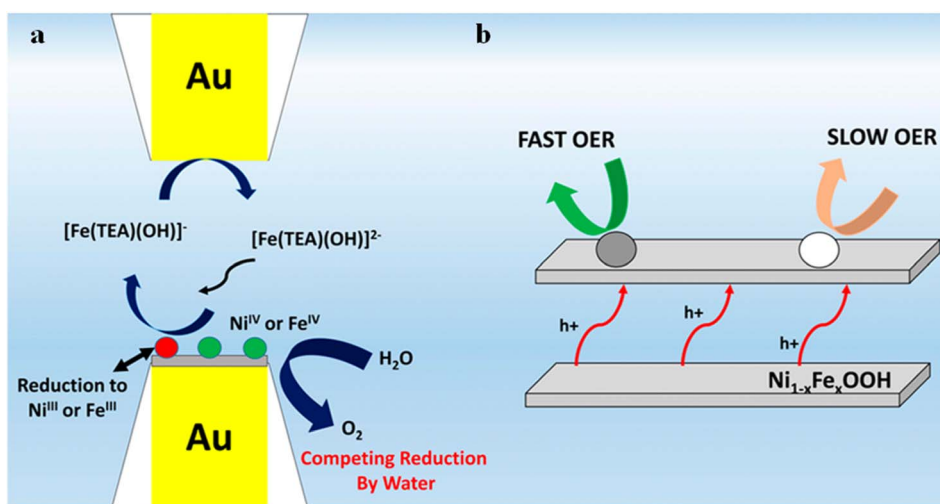 a
Au
[Fe(TEA)(OH)]⁻
[Fe(TEA)(OH)]²⁻
Niᴵⱽ or Feᴵⱽ
Reduction to
Niᴵᴵᴵ or Feᴵᴵᴵ
H₂O
O₂
Au
Competing Reduction
By Water
b
FAST OER
SLOW OER
h+
h+
h+
Ni₁₋ₓFeₓOOH